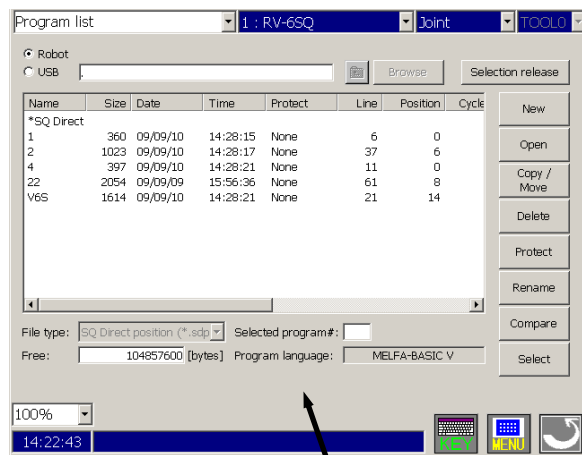 Program list 1 : RV-6SQ Joint TOOL0
Robot
USB . Browse Selection release
Name Size Date Time Protect Line Position Cycle
*SQ Direct
1 360 09/09/10 14:28:15 None 6 0
2 1023 09/09/10 14:28:17 None 37 6
4 397 09/09/10 14:28:21 None 11 0
22 2054 09/09/09 15:56:36 None 61 8
V6S 1614 09/09/10 14:28:21 None 21 14
New
Open
Copy /
Move
Delete
Protect
Rename
Compare
Select
File type: SQ Direct position (*.sdp Selected program#:
Free: 104857600 [bytes] Program language: MELFA-BASIC V
100%
14:22:43 KEY MENU